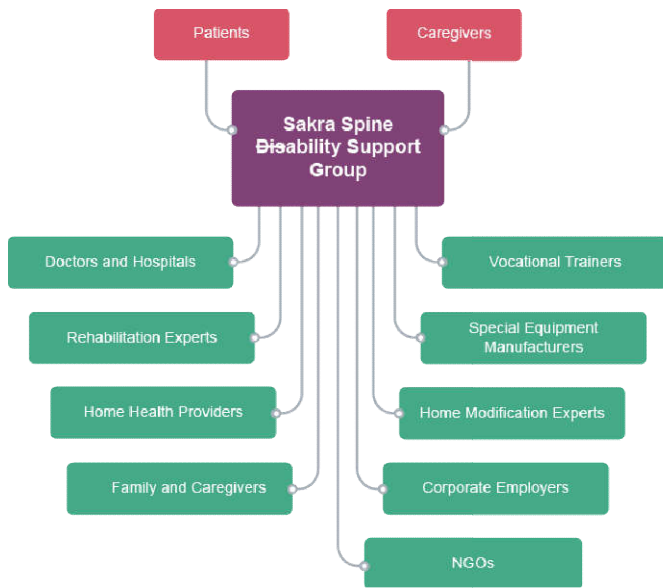 Patients
Caregivers
Sakra Spine
Disability Support
Group
Doctors and Hospitals
Vocational Trainers
Rehabilitation Experts
Special Equipment
Manufacturers
Home Health Providers
Home Modification Experts
Family and Caregivers
Corporate Employers
NGOs